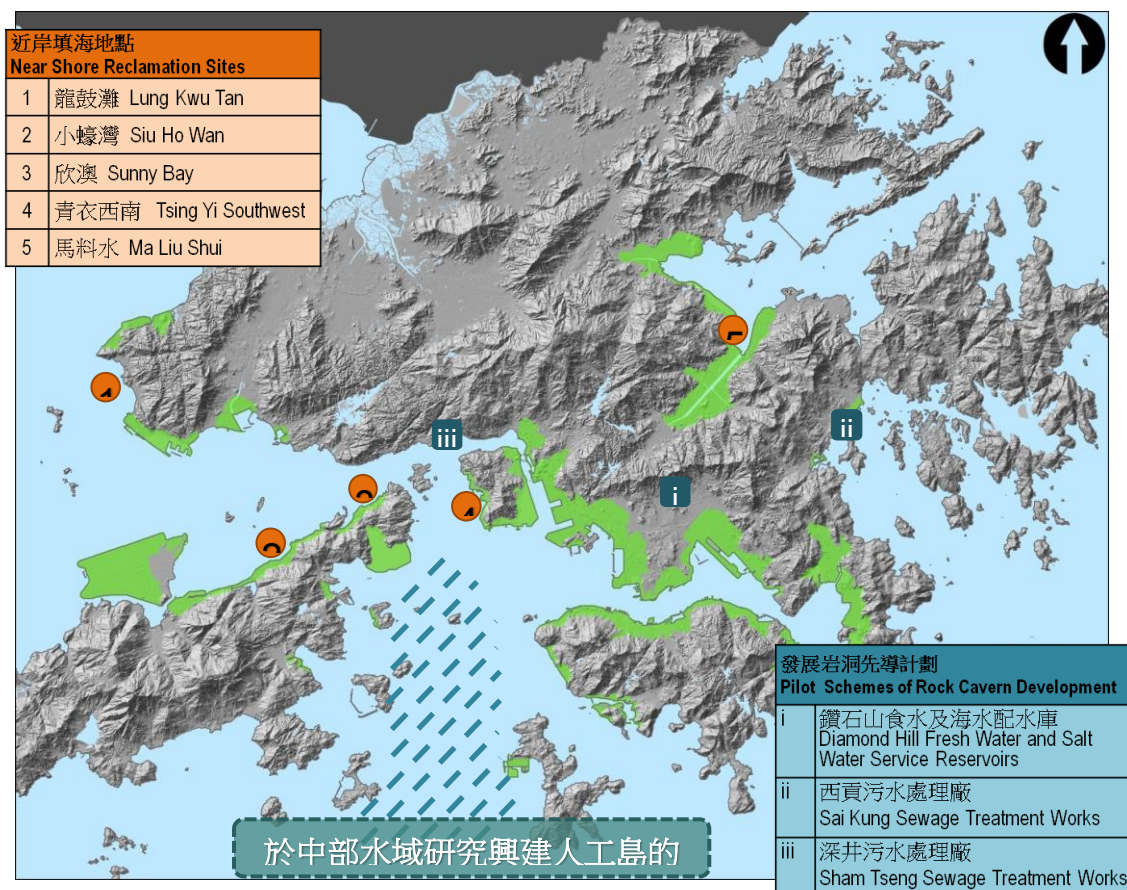 近岸填海地點
Near Shore Reclamation Sites
1 龍鼓灘 Lung Kwu Tan
2 小蠔灣 Siu Ho Wan
3 欣澳 Sunny Bay
4 青衣西南 Tsing Yi Southwest
5 馬料水 Ma Liu Shui
iii
ii
i
發展岩洞先導計劃
Pilot Schemes of Rock Cavern Development
i 鑽石山食水及海水配水庫
Diamond Hill Fresh Water and Salt
Water Service Reservoirs
ii 西貢污水處理廠
Sai Kung Sewage Treatment Works
iii 深井污水處理廠
Sham Tseng Sewage Treatment Works
於中部水域研究興建人工島的